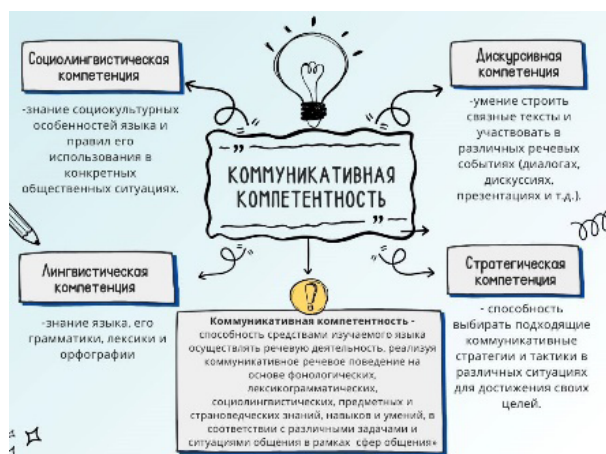 Социолингвистическая
компетенция
-знание социокультурных
особенностей языка и
правил его
использования в
конкретных
общественных ситуациях.
Дискурсивная
компетенция
-умение строить
связные тексты и
участвовать в
различных речевых
событиях (диалогах,
дискуссиях,
презентациях и т.д.).
КОММУНИКАТИВНАЯ
КОМПЕТЕНТНОСТЬ
Лингвистическая
компетенция
-знание языка, его
грамматики, лексики и
орфографии
Стратегическая
компетенция
- способность
выбирать подходящие
коммуникативные
стратегии и тактики в
различных ситуациях
для достижения своих
целей.
Коммуникативная компетентность -
способность средствами изучаемого языка
осуществлять речевую деятельность, реализуя
коммуникативное речевое поведение на
основе фонологических,
лексикограмматических,
социолингвистических, предметных и
страноведческих знаний, навыков и умений, в
соответствии с различными задачами и
ситуациями общения в рамках сфер общения»